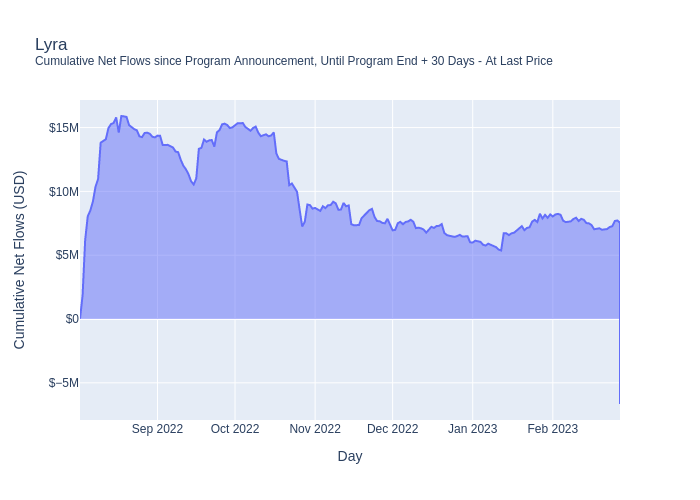 Lyra
Cumulative Net Flows since Program Announcement, Until Program End + 30 Days - At Last Price
Cumulative Net Flows (USD)
$15M
$10M
$5M
$0
$−5M
Sep 2022
Oct 2022
Nov 2022
Dec 2022
Jan 2023
Feb 2023
Day